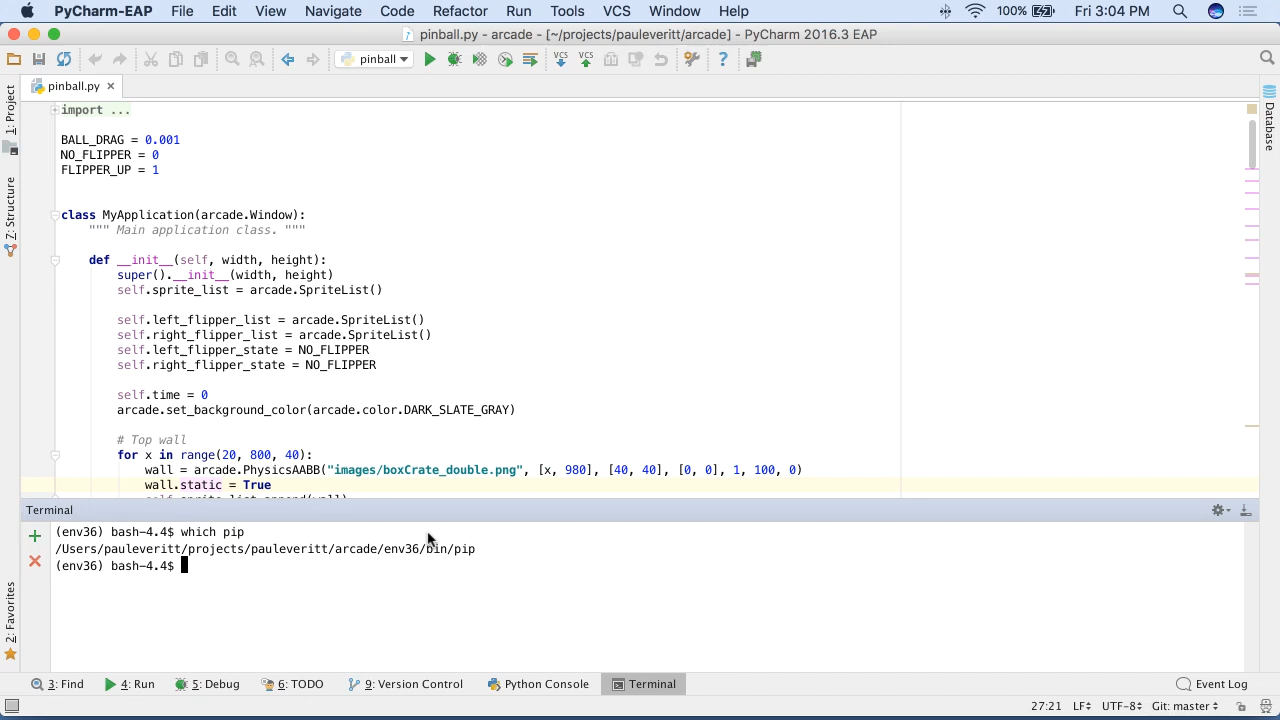 PyCharm-EAP File Edit View Navigate Code Refactor Run Tools VCS Window Help 100% Fri 3:04 PM
pinball.py - arcade - [~/projects/pauleveritt/arcade] - PyCharm 2016.3 EAP
pinball VCS VCS ?
pinball.py
1: Project
Z: Structure
2: Favorites
Database
import ...
BALL_DRAG = 0.001
NO_FLIPPER = 0
FLIPPER_UP = 1
class MyApplication(arcade.Window):
""" Main application class. """
def __init__(self, width, height):
super().__init__(width, height)
self.sprite_list = arcade.SpriteList()
self.left_flipper_list = arcade.SpriteList()
self.right_flipper_list = arcade.SpriteList()
self.left_flipper_state = NO_FLIPPER
self.right_flipper_state = NO_FLIPPER
self.time = 0
arcade.set_background_color(arcade.color.DARK_SLATE_GRAY)
# Top wall
for x in range(20, 800, 40):
wall = arcade.PhysicsAABB("images/boxCrate_double.png", [x, 980], [40, 40], [0, 0], 1, 100, 0)
wall.static = True
self.sprite_list.append(wall)
Terminal
(env36) bash-4.4$ which pip
/Users/pauleveritt/projects/pauleveritt/arcade/env36/bin/pip
(env36) bash-4.4$
3: Find 4: Run 5: Debug 6: TODO 9: Version Control Python Console Terminal Event Log
27:21 LF UTF-8 Git: master